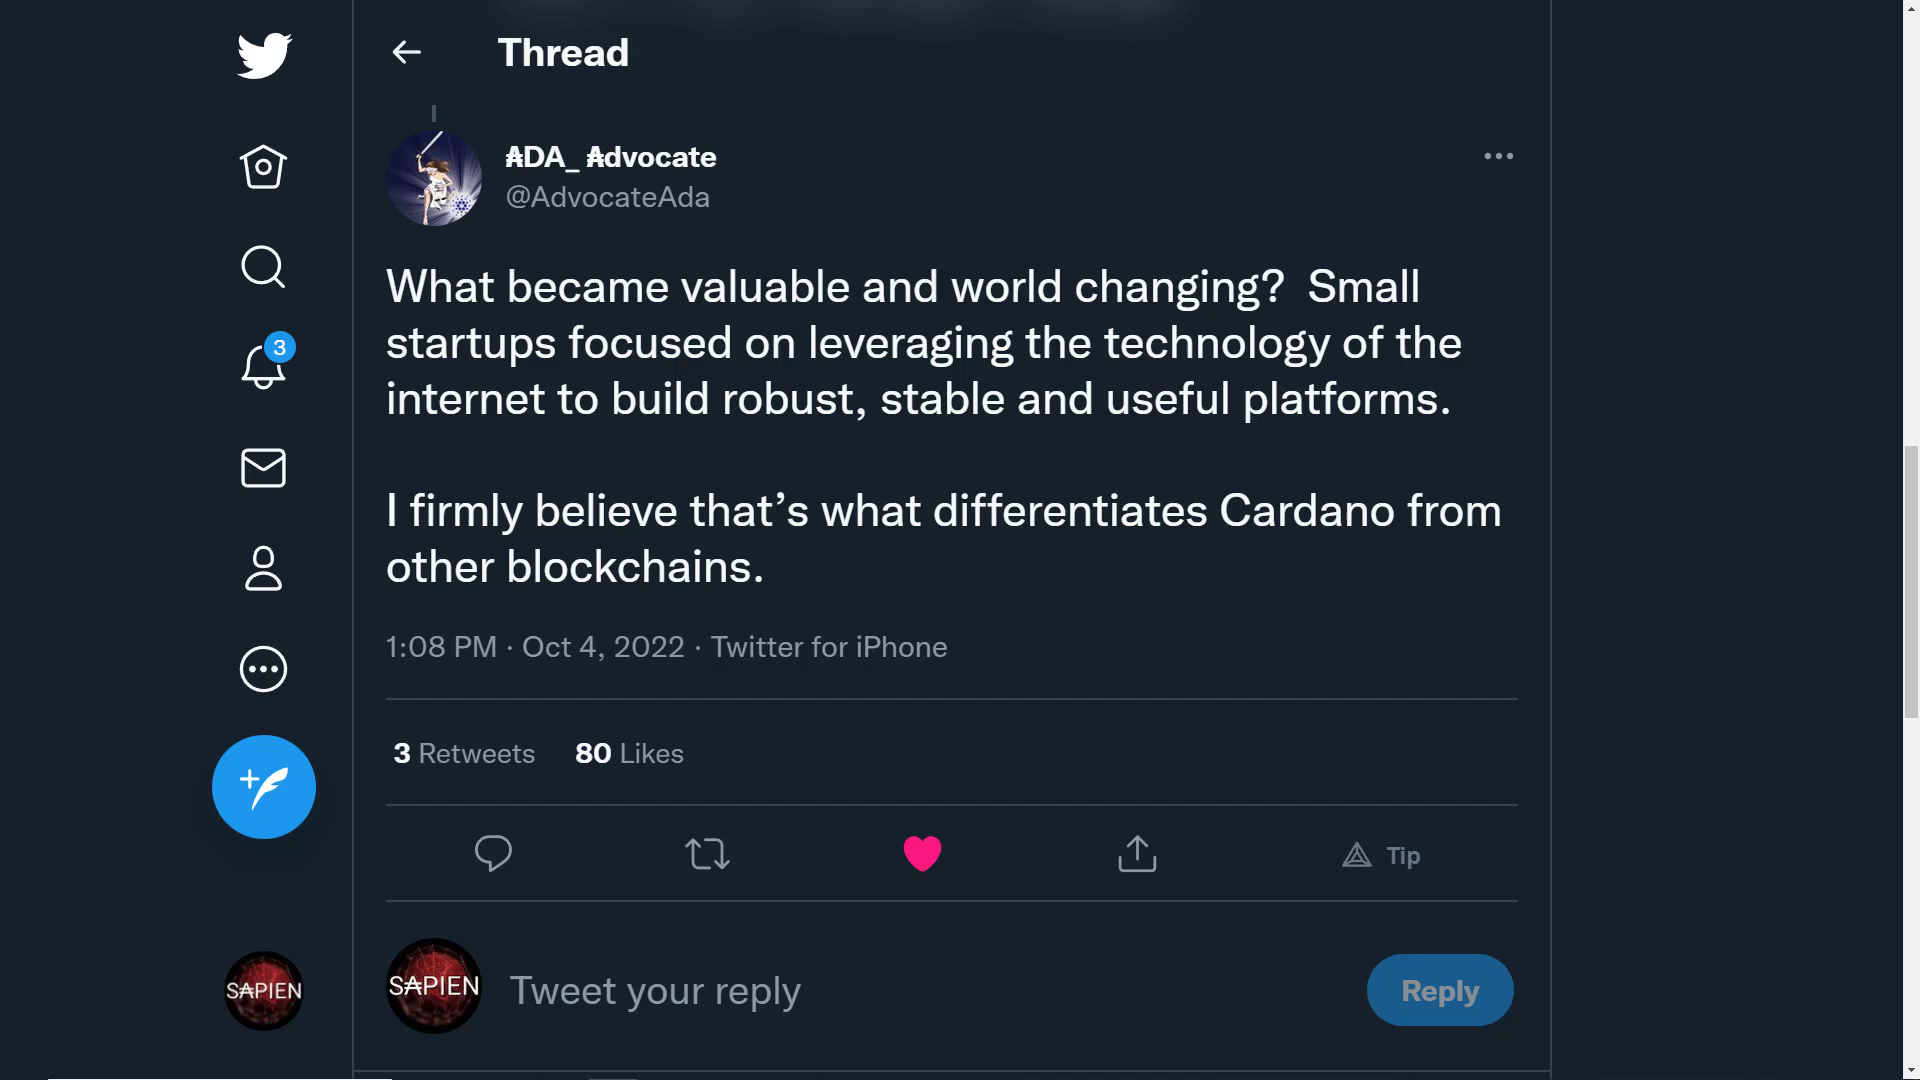 Thread
₳DA_ ₳dvocate
@AdvocateAda
What became valuable and world changing?  Small
startups focused on leveraging the technology of the
internet to build robust, stable and useful platforms.
I firmly believe that’s what differentiates Cardano from
other blockchains.
1:08 PM · Oct 4, 2022 · Twitter for iPhone
3 Retweets 80 Likes
Tip
3
S₳PIEN
S₳PIEN
Tweet your reply
Reply